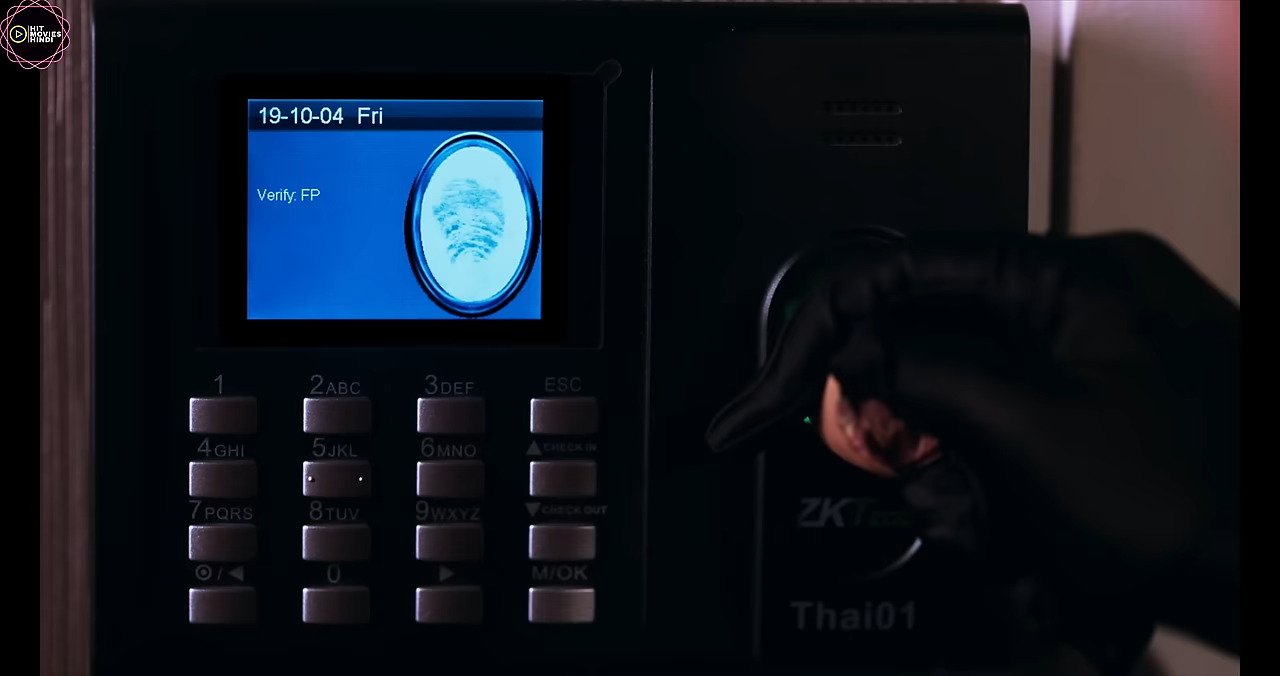 HIT
MOVIES
HINDI
19-10-04 Fri
Verify: FP
1 2ABC 3DEF ESC
4GHI 5JKL 6MNO ▲CHECK IN
7PQRS 8TUV 9WXYZ ▼CHECK OUT
/◀ 0 ▶ M/OK
ZKTeco
Thai01